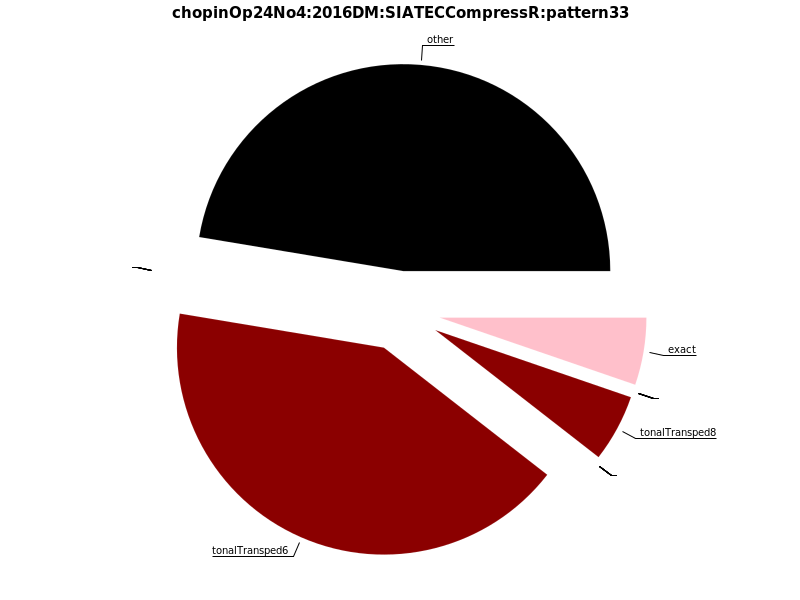 chopinOp24No4:2016DM:SIATECCompressR:pattern33
other
exact
tonalTransped8
tonalTransped6